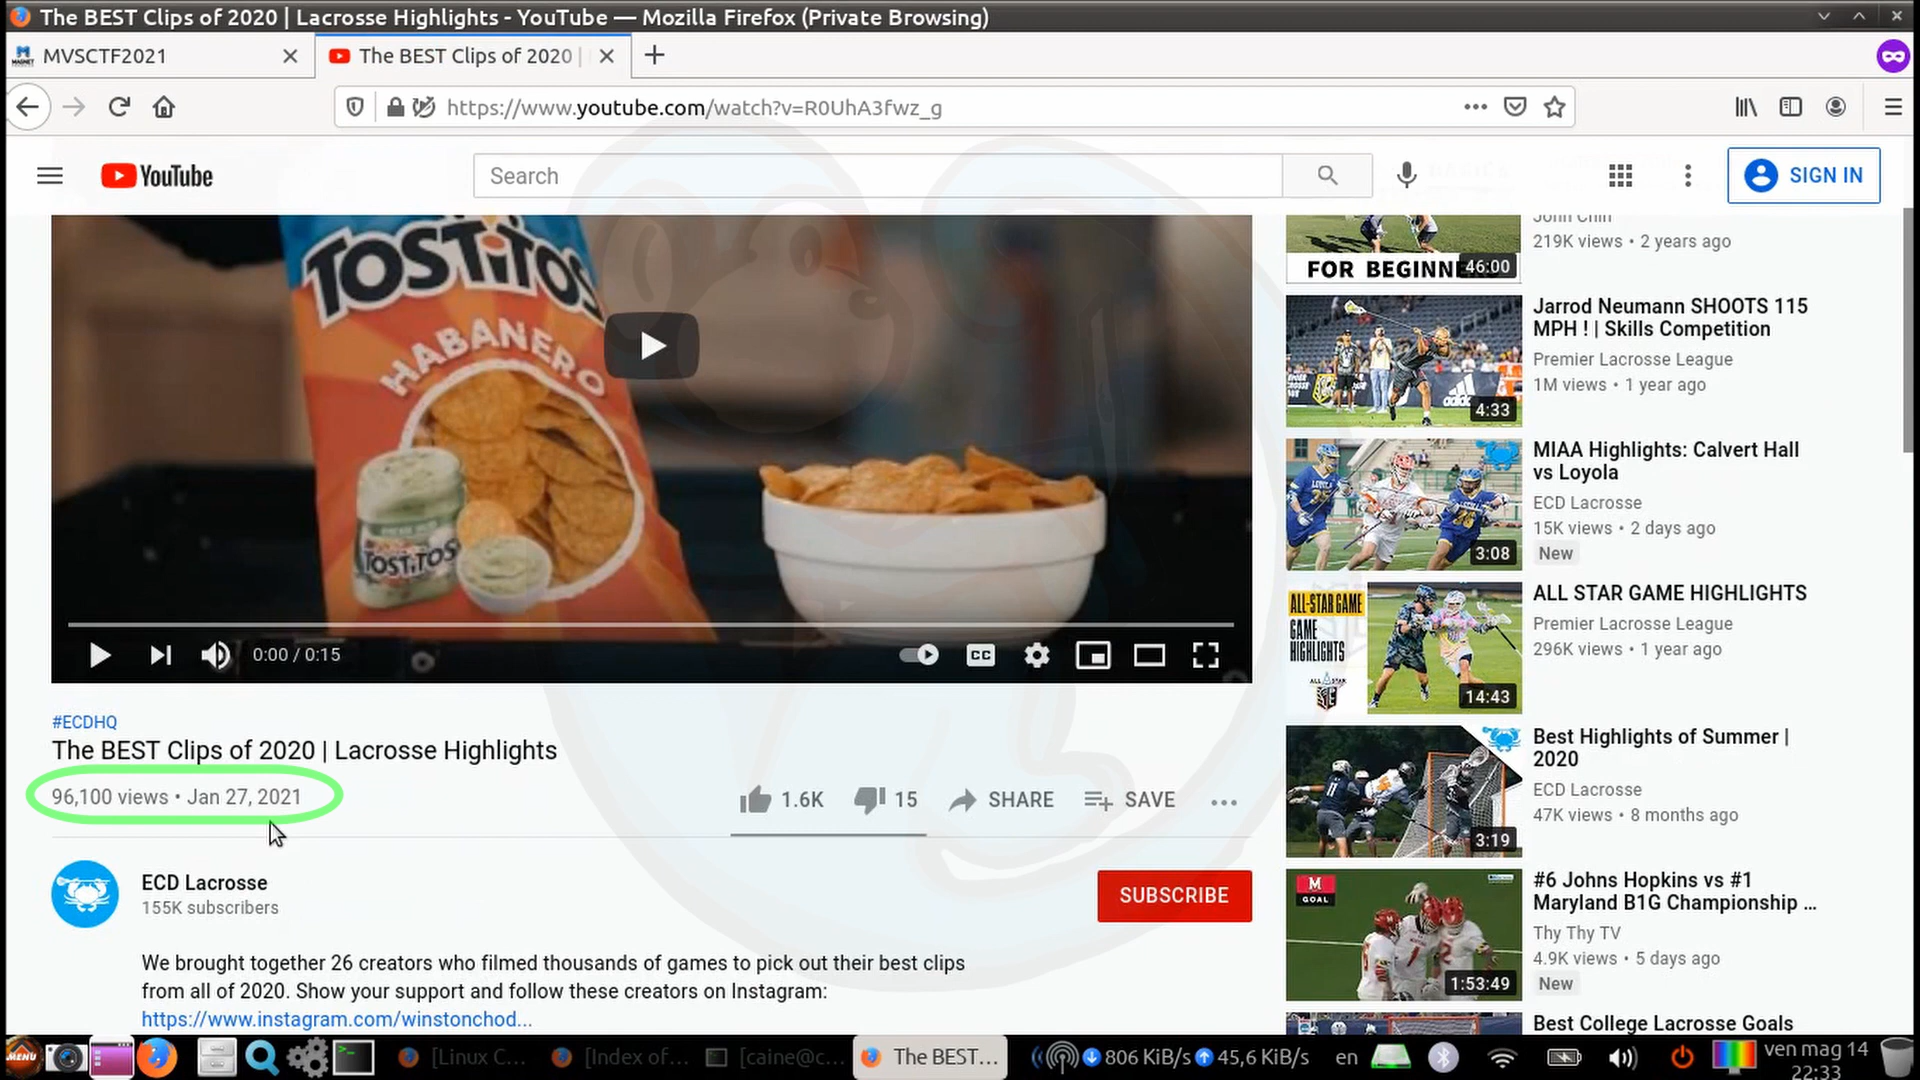 The BEST Clips of 2020 | Lacrosse Highlights - YouTube — Mozilla Firefox (Private Browsing)
MVSCTF2021
The BEST Clips of 2020 |
https://www.youtube.com/watch?v=R0UhA3fwz_g
YouTube
Search
SIGN IN
TOSTiTOS
HABANERO
TOSTiTOS
0:00 / 0:15
CC
#ECDHQ
The BEST Clips of 2020 | Lacrosse Highlights
96,100 views • Jan 27, 2021
1.6K
15
SHARE
SAVE
ECD Lacrosse
155K subscribers
SUBSCRIBE
We brought together 26 creators who filmed thousands of games to pick out their best clips
from all of 2020. Show your support and follow these creators on Instagram:
https://www.instagram.com/winstonchod...
John Chin
219K views • 2 years ago
FOR BEGINN
46:00
Jarrod Neumann SHOOTS 115
MPH ! | Skills Competition
Premier Lacrosse League
1M views • 1 year ago
adidas
4:33
MIAA Highlights: Calvert Hall
vs Loyola
ECD Lacrosse
15K views • 2 days ago
New
3:08
ALL STAR GAME HIGHLIGHTS
Premier Lacrosse League
296K views • 1 year ago
ALL-STAR GAME
GAME
HIGHLIGHTS
ALL STAR
14:43
Best Highlights of Summer |
2020
ECD Lacrosse
47K views • 8 months ago
3:19
#6 Johns Hopkins vs #1
Maryland B1G Championship ...
Thy Thy TV
4.9K views • 5 days ago
New
M
GOAL
1:53:49
Best College Lacrosse Goals
MENU
[Linux C...
[Index of...
[caine@c...
The BEST...
806 KiB/s
45,6 KiB/s
en
ven mag 14
22:33